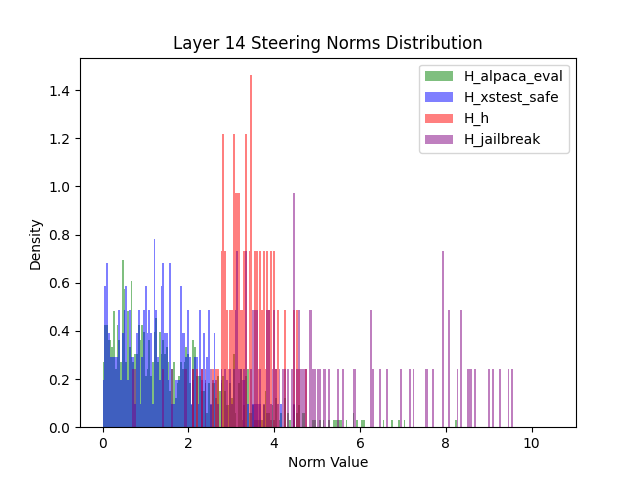 Layer 14 Steering Norms Distribution
H_alpaca_eval
H_xstest_safe
H_h
H_jailbreak
1.4
1.2
1.0
0.8
0.6
0.4
0.2
0.0
Density
0
2
4
6
8
10
Norm Value